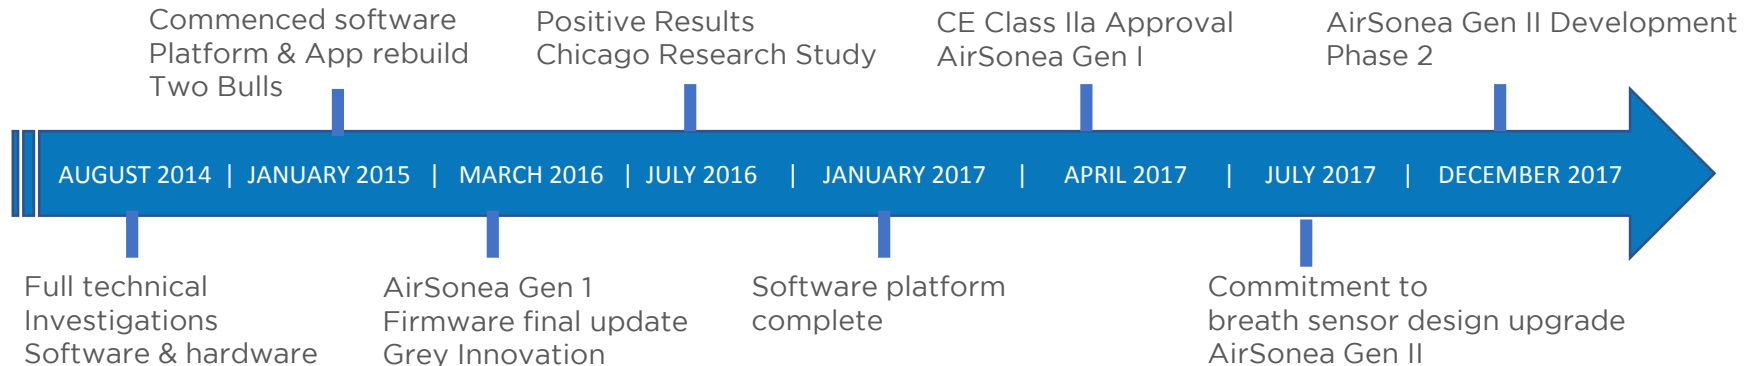 Commenced software
Platform & App rebuild
Two Bulls
Positive Results
Chicago Research Study
CE Class IIa Approval
AirSonea Gen I
AirSonea Gen II Development
Phase 2
AUGUST 2014 | JANUARY 2015 | MARCH 2016 | JULY 2016 | JANUARY 2017 | APRIL 2017 | JULY 2017 | DECEMBER 2017
Full technical
Investigations
Software & hardware
AirSonea Gen 1
Firmware final update
Grey Innovation
Software platform
complete
Commitment to
breath sensor design upgrade
AirSonea Gen II